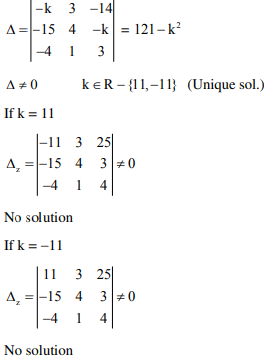 Δ = |-k 3 -14|
|-15 4 -k| = 121 - k²
|-4 1 3|
Δ ≠ 0 k ∈ R - {11, -11} (Unique sol.)
If k = 11
Δz = |-11 3 25|
|-15 4 3| ≠ 0
|-4 1 4|
No solution
If k = -11
Δz = |11 3 25|
|-15 4 3| ≠ 0
|-4 1 4|
No solution